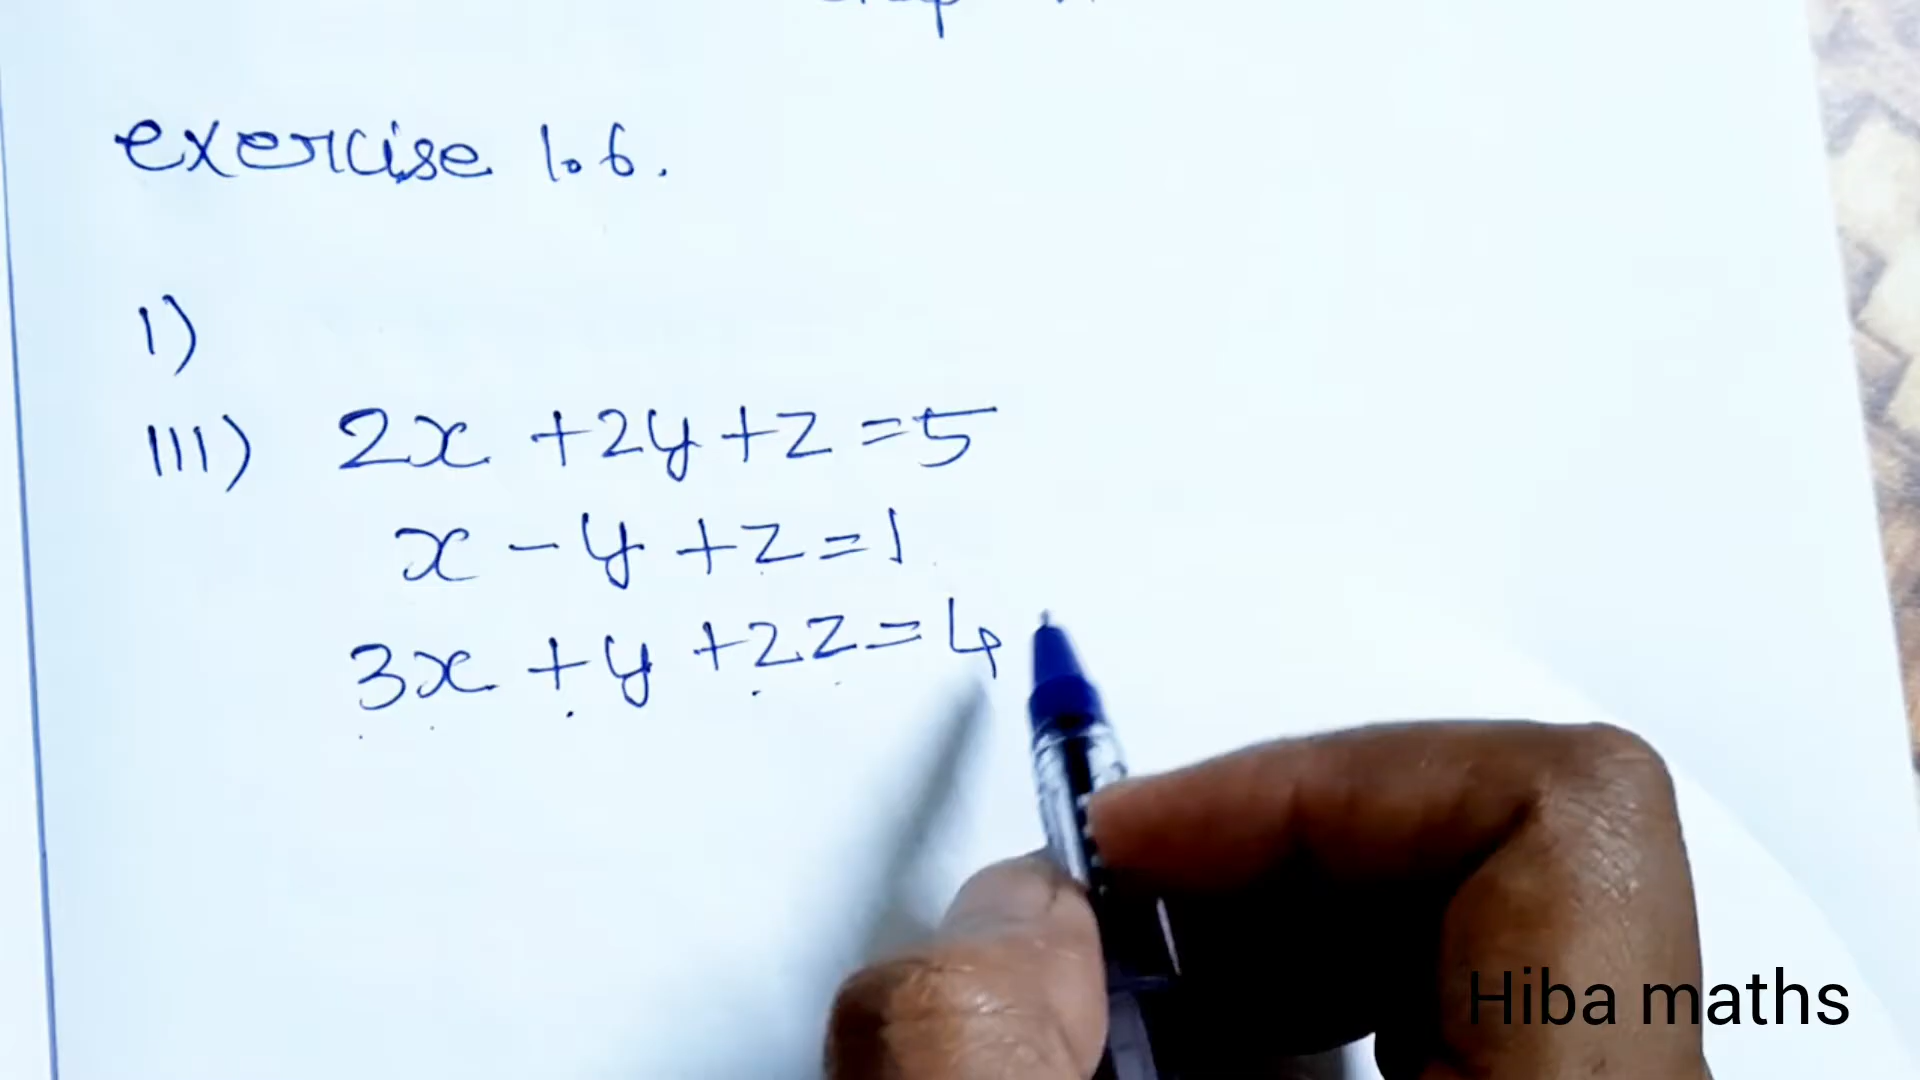 exercise 1.6.
1)
III) 2x + 2y + z = 5
x - y + z = 1
3x + y + 2z = 4
Hiba maths